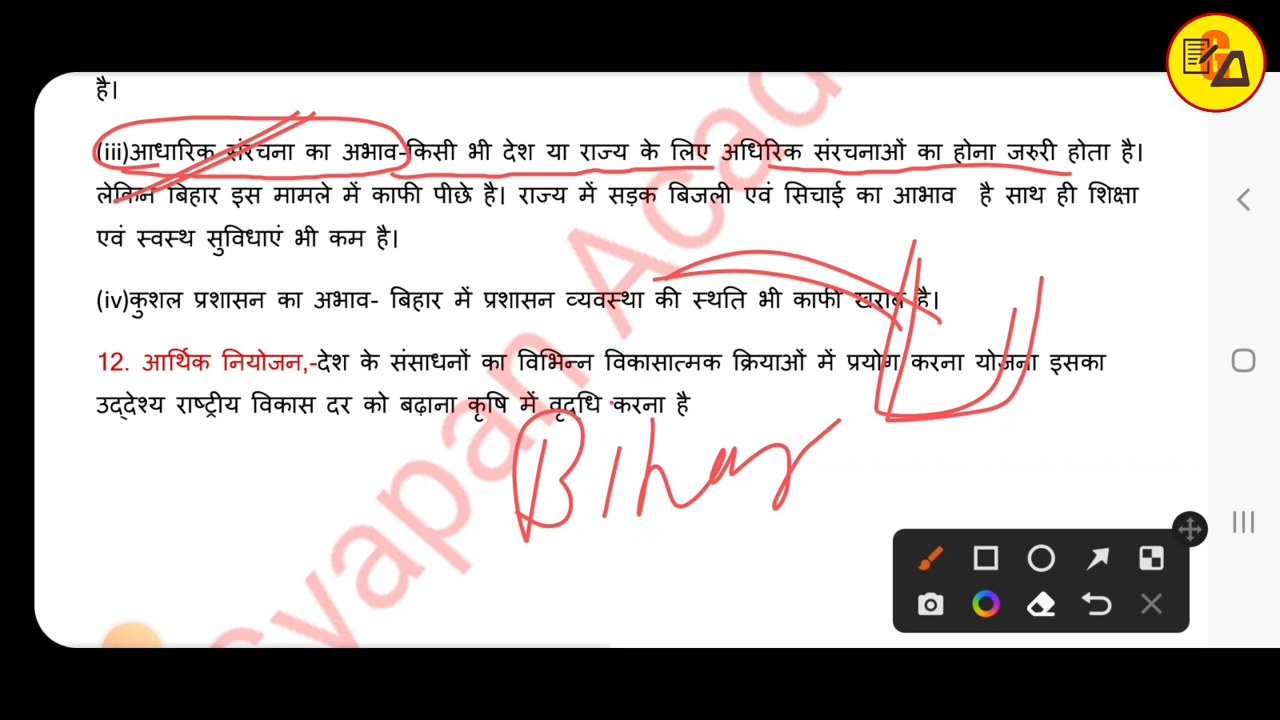 है।
(iii)आधारिक संरचना का अभाव-किसी भी देश या राज्य के लिए अधिरिक संरचनाओं का होना जरुरी होता है।
लेकिन बिहार इस मामले में काफी पीछे है। राज्य में सड़क बिजली एवं सिचाई का आभाव है साथ ही शिक्षा
एवं स्वस्थ सुविधाएं भी कम है।
(iv)कुशल प्रशासन का अभाव- बिहार में प्रशासन व्यवस्था की स्थति भी काफी खराब है।
12. आर्थिक नियोजन,-देश के संसाधनों का विभिन्न विकासात्मक क्रियाओं में प्रयोग करना योजना इसका
उद्देश्य राष्ट्रीय विकास दर को बढ़ाना कृषि में वृद्धि करना है
Bihar
Gyapan Acad